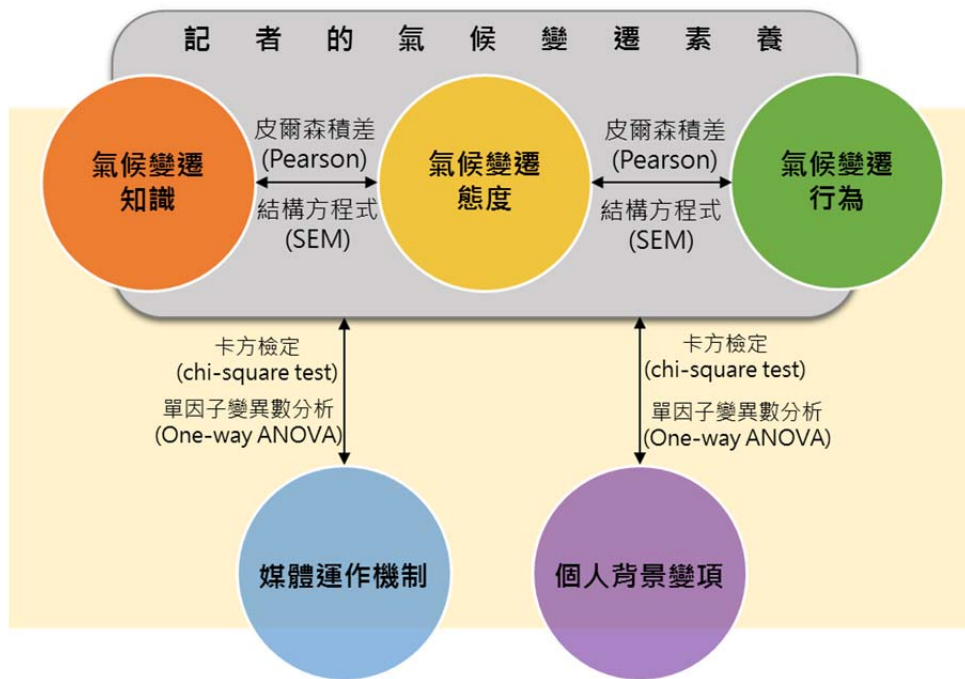 記者的氣候變遷素養
氣候變遷
知識
皮爾森積差
(Pearson)
結構方程式
(SEM)
氣候變遷
態度
皮爾森積差
(Pearson)
結構方程式
(SEM)
氣候變遷
行為
卡方檢定
(chi-square test)
單因子變異數分析
(One-way ANOVA)
卡方檢定
(chi-square test)
單因子變異數分析
(One-way ANOVA)
媒體運作機制
個人背景變項